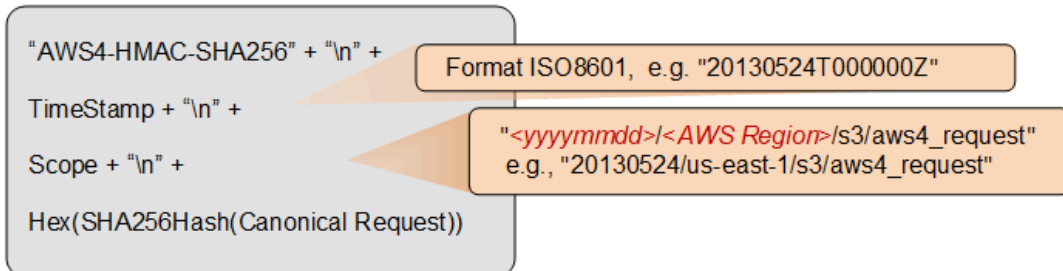 “AWS4-HMAC-SHA256” + “\n” +
Format ISO8601, e.g. "20130524T000000Z"
TimeStamp + “\n” +
"<yyyymmdd>/<AWS Region>/s3/aws4_request"
e.g., "20130524/us-east-1/s3/aws4_request"
Scope + “\n” +
Hex(SHA256Hash(Canonical Request))